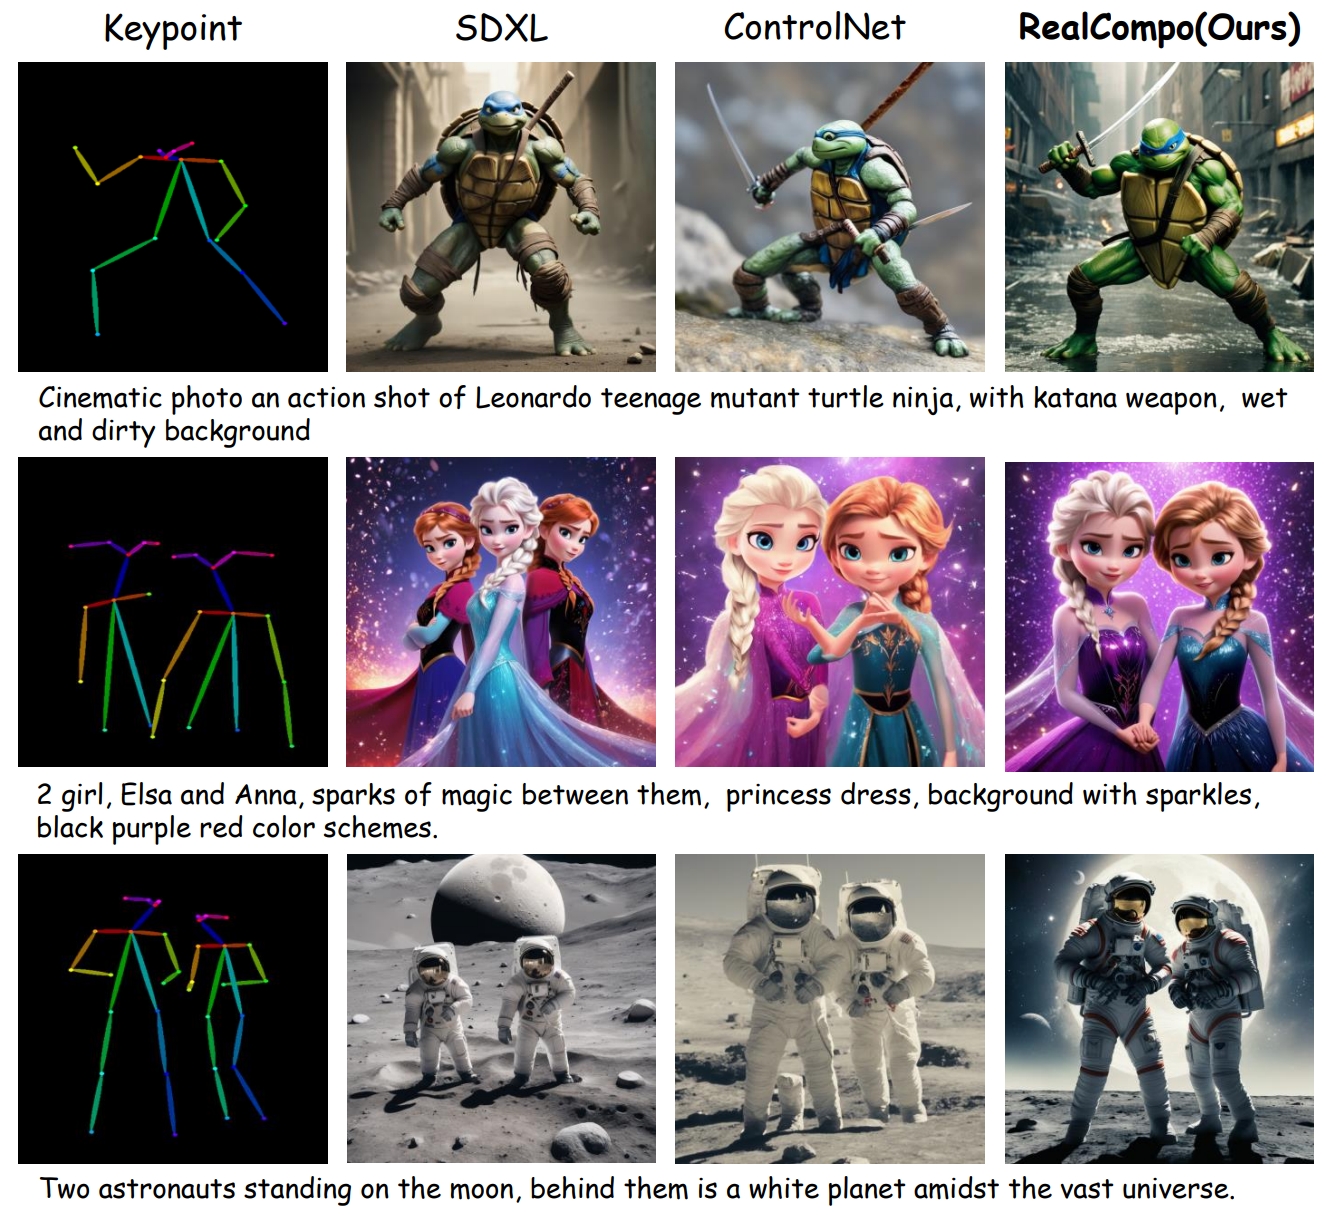 Keypoint SDXL ControlNet RealCompo(Ours)
Cinematic photo an action shot of Leonardo teenage mutant turtle ninja, with katana weapon, wet
and dirty background
2 girl, Elsa and Anna, sparks of magic between them, princess dress, background with sparkles,
black purple red color schemes.
Two astronauts standing on the moon, behind them is a white planet amidst the vast universe.